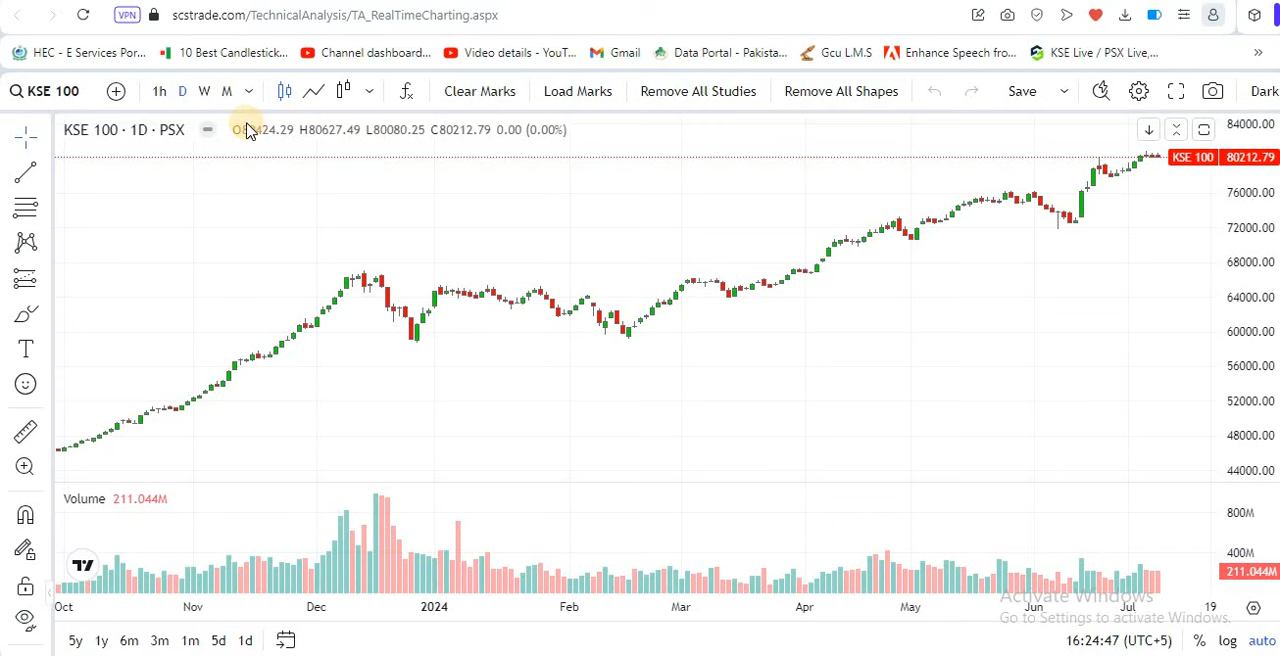 VPN scstrade.com/TechnicalAnalysis/TA_RealTimeCharting.aspx
HEC - E Services Por... 10 Best Candlestick... Channel dashboard... Video details - YouT... Gmail Data Portal - Pakista... Gcu L.M.S Enhance Speech fro... KSE Live / PSX Live,... »
KSE 100 1h D W M Clear Marks Load Marks Remove All Studies Remove All Shapes Save Dark
KSE 100 · 1D · PSX H80627.49 L80080.25 C80212.79 0.00 (0.00%)
84000.00
KSE 100 80212.79
76000.00
72000.00
68000.00
64000.00
60000.00
56000.00
52000.00
48000.00
44000.00
Volume 211.044M
800M
400M
211.044M
Oct Nov Dec 2024 Feb Mar Apr May Jun Jul 19
Activate Windows
Go to Settings to activate Windows.
5y 1y 6m 3m 1m 5d 1d 16:24:47 (UTC+5) % log auto